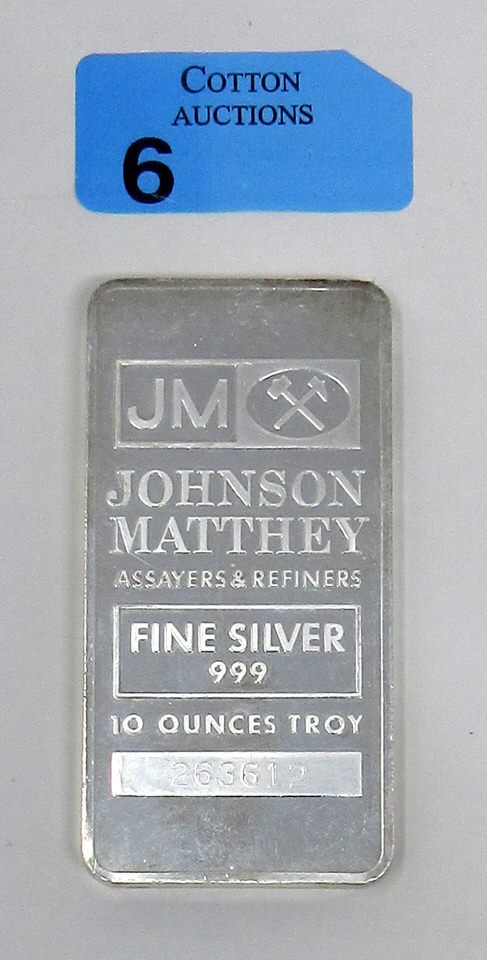 COTTON
AUCTIONS
6
JM
JOHNSON
MATTHEY
ASSAYERS & REFINERS
FINE SILVER
999
10 OUNCES TROY
263612